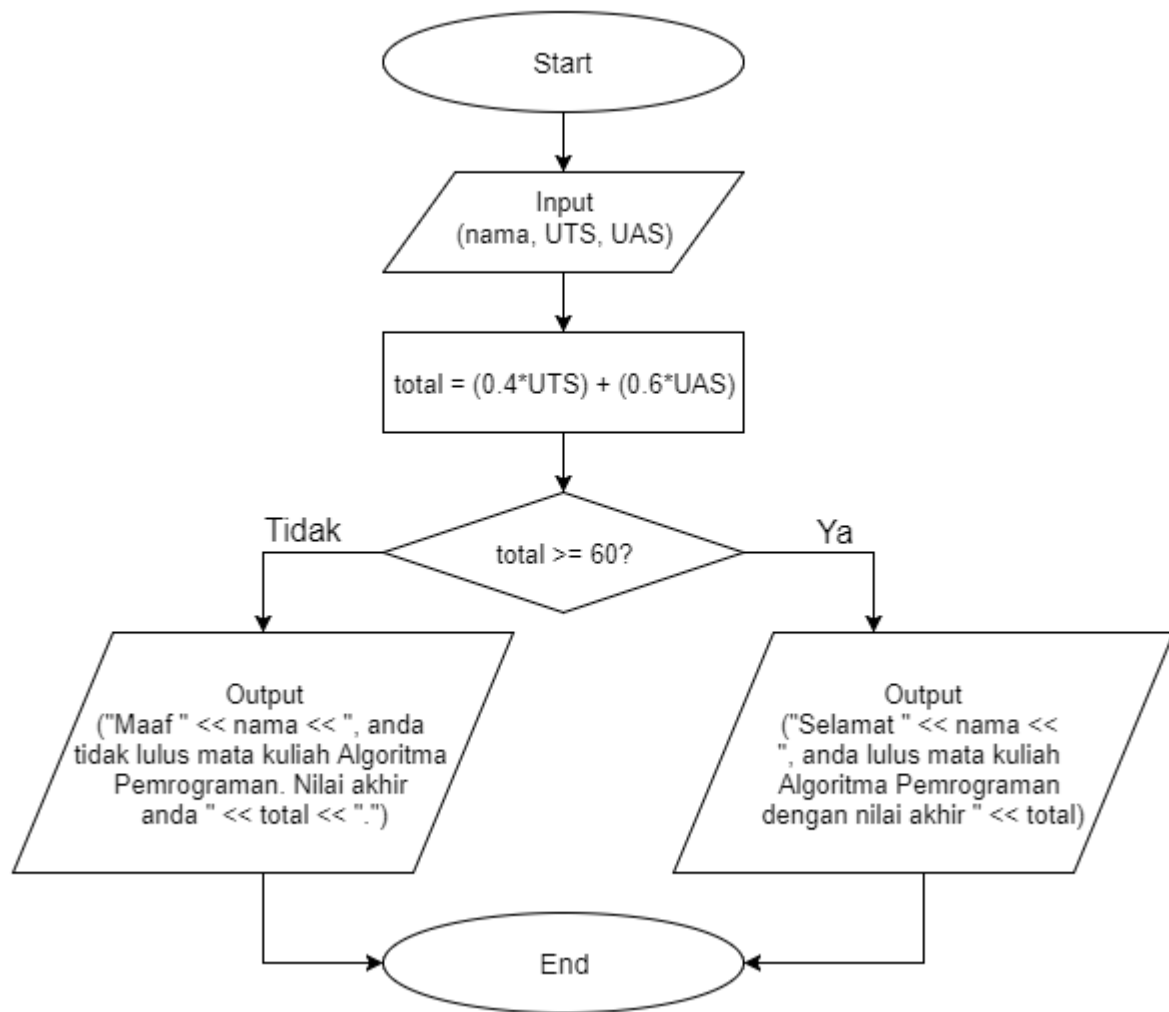 Start
Input
(nama, UTS, UAS)
total = (0.4*UTS) + (0.6*UAS)
total >= 60?
Tidak
Ya
Output
("Maaf " << nama << ", anda
tidak lulus mata kuliah Algoritma
Pemrograman. Nilai akhir
anda " << total << ".")
Output
("Selamat " << nama <<
", anda lulus mata kuliah
Algoritma Pemrograman
dengan nilai akhir " << total)
End